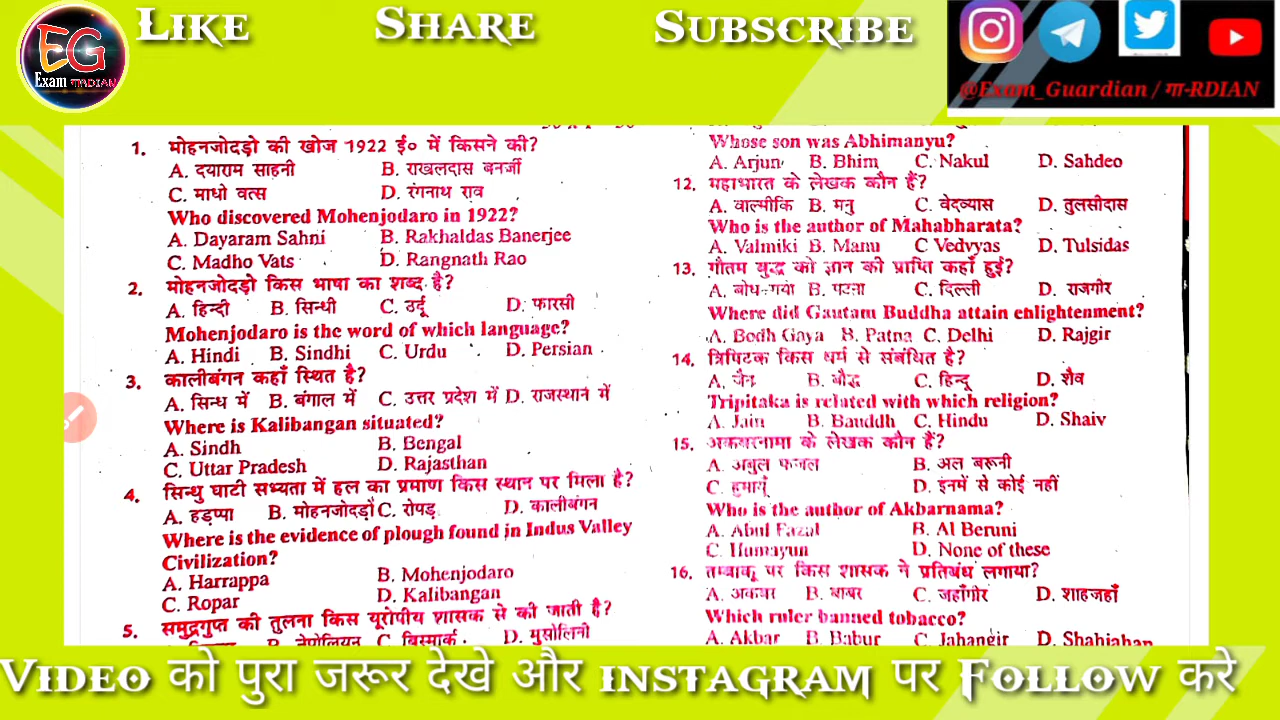 EG
Exam गाRDIAN
LIKE
SHARE
SUBSCRIBE
@Exam_Guardian / गा-RDIAN
1. मोहनजोदड़ो की खोज 1922 ई० में किसने की?
A. दयाराम साहनी B. राखलदास बनर्जी
C. माधो वत्स D. रंगनाथ राव
Who discovered Mohenjodaro in 1922?
A. Dayaram Sahni B. Rakhaldas Banerjee
C. Madho Vats D. Rangnath Rao
2. मोहनजोदड़ो किस भाषा का शब्द है?
A. हिन्दी B. सिन्धी C. उर्दू D. फारसी
Mohenjodaro is the word of which language?
A. Hindi B. Sindhi C. Urdu D. Persian
3. कालीबंगन कहाँ स्थित है?
A. सिन्ध में B. बंगाल में C. उत्तर प्रदेश में D. राजस्थान में
Where is Kalibangan situated?
A. Sindh B. Bengal
C. Uttar Pradesh D. Rajasthan
4. सिन्धु घाटी सभ्यता में हल का प्रमाण किस स्थान पर मिला है?
A. हड़प्पा B. मोहनजोदड़ो C. रोपड़ D. कालीबंगन
Where is the evidence of plough found in Indus Valley
Civilization?
A. Harrappa B. Mohenjodaro
C. Ropar D. Kalibangan
5. समुद्रगुप्त की तुलना किस यूरोपीय शासक से की जाती है?
B. नेपोलियन C. बिस्मार्क D. मुसोलिनी
Whose son was Abhimanyu?
A. Arjun B. Bhim C. Nakul D. Sahdeo
12. महाभारत के लेखक कौन हैं?
A. वाल्मीकि B. मनु C. वेदव्यास D. तुलसीदास
Who is the author of Mahabharata?
A. Valmiki B. Manu C Vedvyas D. Tulsidas
13. गौतम बुद्ध को ज्ञान की प्राप्ति कहाँ हुई?
A. बोध-गया B. पटना C. दिल्ली D. राजगीर
Where did Gautam Buddha attain enlightenment?
A. Bodh Gaya B. Patna C. Delhi D. Rajgir
14. त्रिपिटक किस धर्म से संबंधित है?
A. जैन B. बौद्ध C. हिन्दू D. शैव
Tripitaka is related with which religion?
A. Jain B. Bauddh C. Hindu D. Shaiv
15. अकबरनामा के लेखक कौन हैं?
A. अबुल फजल B. अल बरूनी
C. हुमायूं D. इनमें से कोई नहीं
Who is the author of Akbarnama?
A. Abul Fazal B. Al Beruni
C. Humayun D. None of these
16. तम्बाकू पर किस शासक ने प्रतिबंध लगाया?
A. अकबर B. बाबर C. जहाँगीर D. शाहजहाँ
Which ruler banned tobacco?
A. Akbar B. Babur C. Jahangir D. Shahjahan
VIDEO को पुरा जरूर देखे और INSTAGRAM पर FOLLOW करे